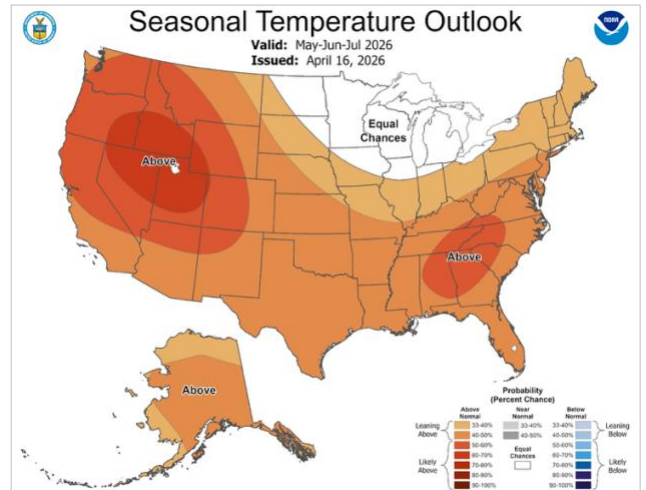 Seasonal Temperature Outlook
Valid: May-Jun-Jul 2026
Issued: April 16, 2026
NOAA
Equal
Chances
Above
Above
Above
Probability
(Percent Chance)
Above Normal
Near Normal
Below Normal
Leaning Above
33-40%
33-40%
33-40%
Leaning Below
40-50%
40-50%
40-50%
Likely Above
50-60%
Equal Chances
50-60%
Likely Below
60-70%
60-70%
70-80%
70-80%
80-90%
80-90%
90-100%
90-100%